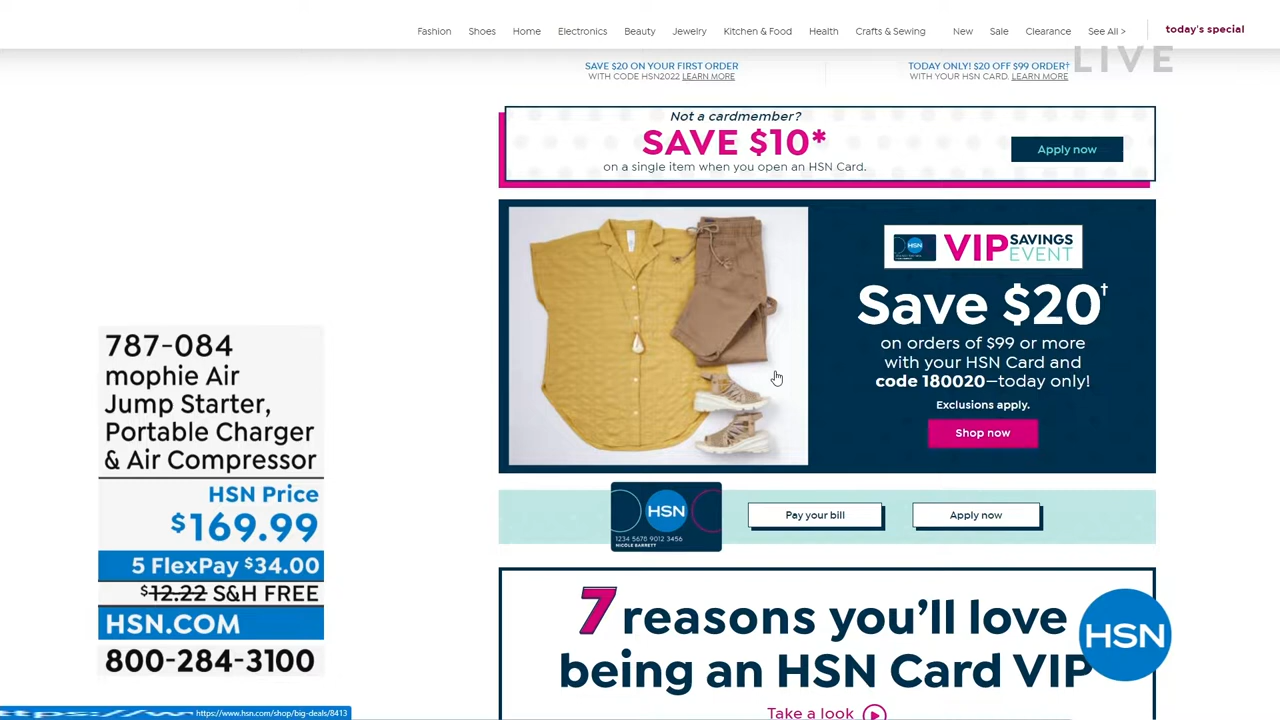 Fashion Shoes Home Electronics Beauty Jewelry Kitchen & Food Health Crafts & Sewing New Sale Clearance See All > today's special
LIVE
SAVE $20 ON YOUR FIRST ORDER
WITH CODE HSN2022 LEARN MORE
TODAY ONLY! $20 OFF $99 ORDER†
WITH YOUR HSN CARD. LEARN MORE
Not a cardmember?
SAVE $10*
on a single item when you open an HSN Card.
Apply now
HSN VIP SAVINGS EVENT
Save $20†
on orders of $99 or more
with your HSN Card and
code 180020—today only!
Exclusions apply.
Shop now
787-084
mophie Air
Jump Starter,
Portable Charger
& Air Compressor
HSN Price
$169.99
5 FlexPay $34.00
$12.22 S&H FREE
HSN.COM
800-284-3100
HSN
1234 5678 9012 3456
NICOLE BARRETT
Pay your bill
Apply now
7 reasons you'll love
being an HSN Card VIP
Take a look
HSN
https://www.hsn.com/shop/big-deals/8413